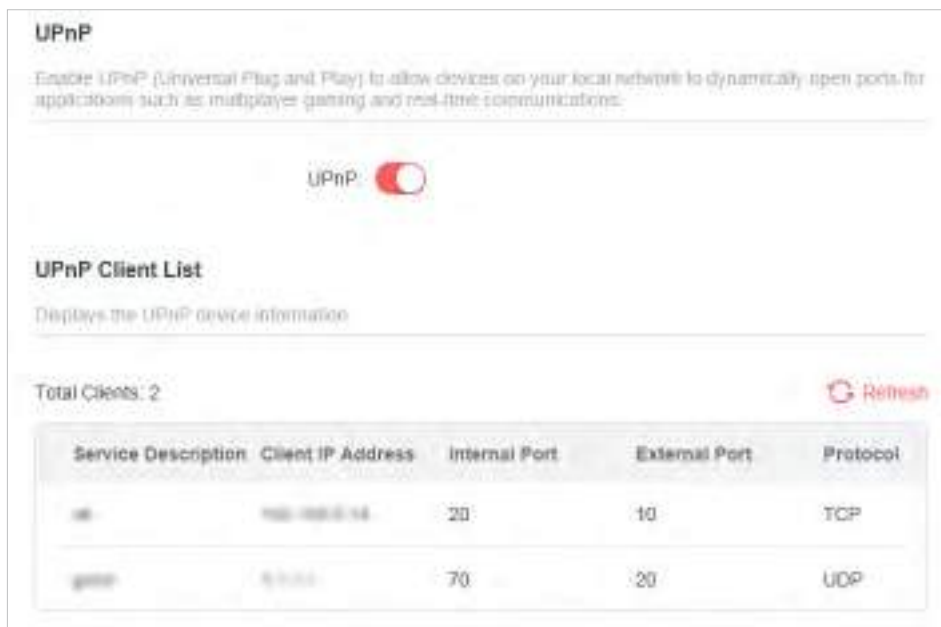 UPnP
Enable UPnP (Universal Plug and Play) to allow devices on your local network to dynamically open ports for
applications such as multiplayer gaming and real-time communications.
UPnP:
UPnP Client List
Displays the UPnP device information.
Total Clients: 2
Refresh
Service Description Client IP Address Internal Port External Port Protocol
20 10 TCP
70 20 UDP